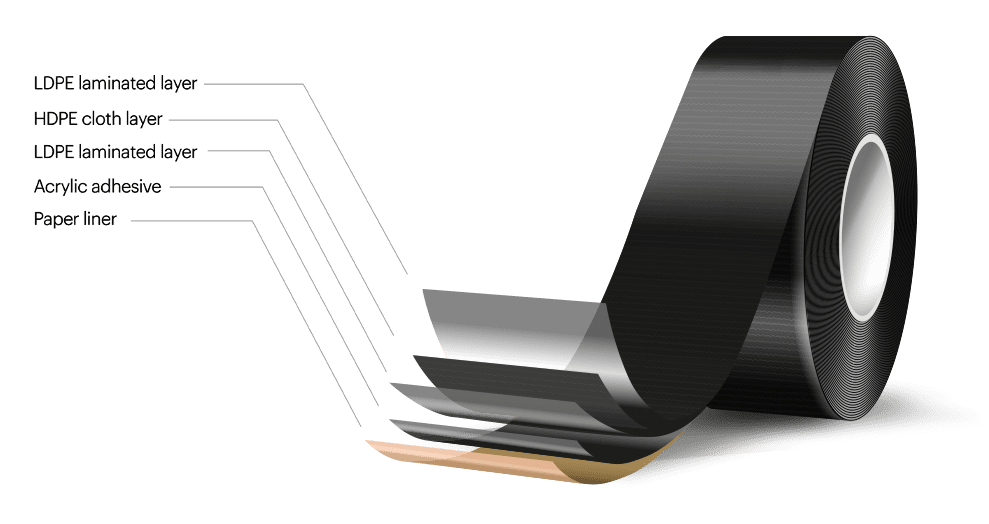 LDPE laminated layer
HDPE cloth layer
LDPE laminated layer
Acrylic adhesive
Paper liner